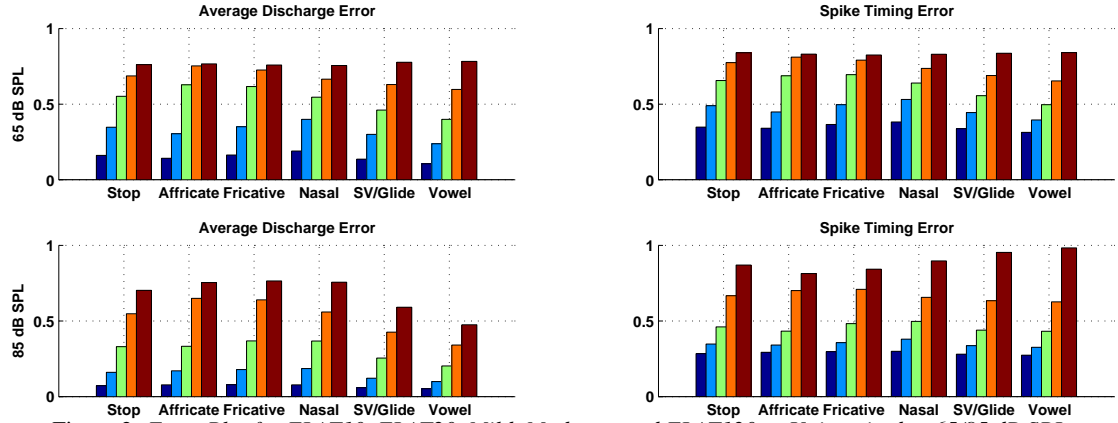 Average Discharge Error
65 dB SPL
1
0.5
0
Stop Affricate Fricative Nasal SV/Glide Vowel
Spike Timing Error
1
0.5
0
Stop Affricate Fricative Nasal SV/Glide Vowel
Average Discharge Error
85 dB SPL
1
0.5
0
Stop Affricate Fricative Nasal SV/Glide Vowel
Spike Timing Error
1
0.5
0
Stop Affricate Fricative Nasal SV/Glide Vowel